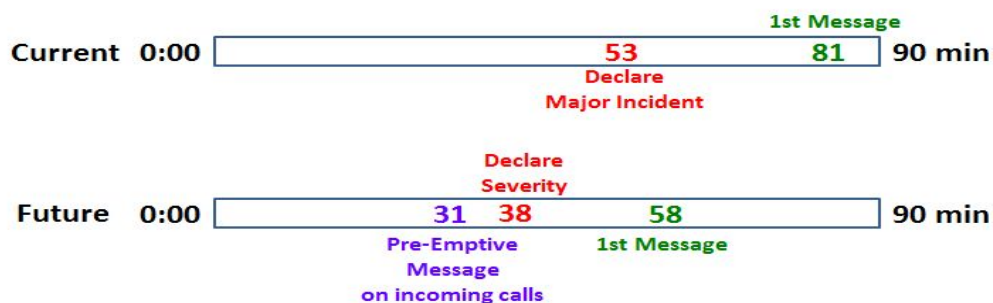 1st Message
Current 0:00 53 81 90 min
Declare
Major Incident
Declare
Severity
Future 0:00 31 38 58 90 min
Pre-Emptive 1st Message
Message
on incoming calls